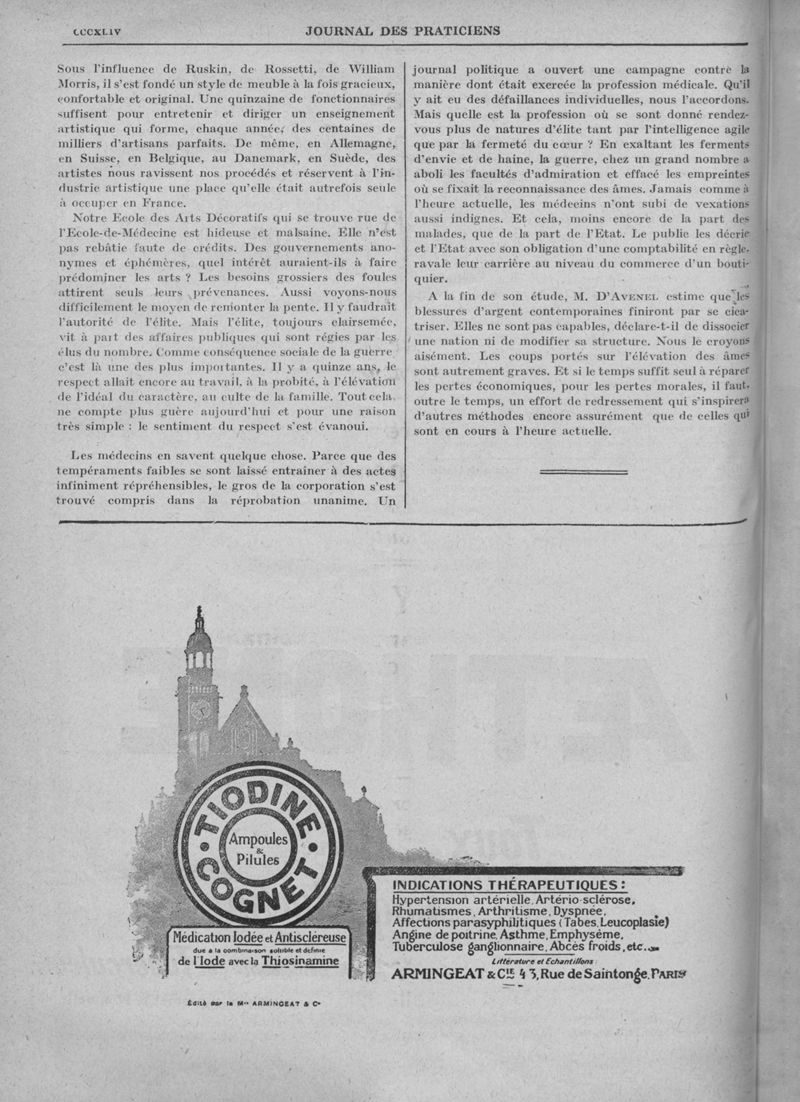 CCCXLIV
JOURNAL DES PRATICIENS
Sous l'influence de Ruskin, de Rossetti, de William
Morris, il s'est fondé un style de meuble à la fois gracieux,
confortable et original. Une quinzaine de fonctionnaires
suffisent pour entretenir et diriger un enseignement
artistique qui forme, chaque année, des centaines de
milliers d'artisans parfaits. De même, en Allemagne,
en Suisse, en Belgique, au Danemark, en Suède, des
artistes nous ravissent nos procédés et réservent à l'in-
dustrie artistique une place qu'elle était autrefois seule
à occuper en France.
Notre Ecole des Arts Décoratifs qui se trouve rue de
l'Ecole-de-Médecine est hideuse et malsaine. Elle n'est
pas rebâtie faute de crédits. Des gouvernements ano-
nymes et éphémères, quel intérêt auraient-ils à faire
prédominer les arts ? Les besoins grossiers des foules
attirent seuls leurs prévenances. Aussi voyons-nous
difficilement le moyen de remonter la pente. Il y faudrait
l'autorité de l'élite. Mais l'élite, toujours clairsemée,
vit à part des affaires publiques qui sont régies par les
élus du nombre. Comme conséquence sociale de la guerre
c'est là une des plus importantes. Il y a quinze ans, le
respect allait encore au travail, à la probité, à l'élévation
de l'idéal du caractère, au culte de la famille. Tout cela,
ne compte plus guère aujourd'hui et pour une raison
très simple : le sentiment du respect s'est évanoui.
Les médecins en savent quelque chose. Parce que des
tempéraments faibles se sont laissé entraîner à des actes
infiniment répréhensibles, le gros de la corporation s'est
trouvé compris dans la réprobation unanime. Un
journal politique a ouvert une campagne contre la
manière dont était exercée la profession médicale. Qu'il
y ait eu des défaillances individuelles, nous l'accordons.
Mais quelle est la profession où se sont donné rendez-
vous plus de natures d'élite tant par l'intelligence agile
que par la fermeté du cœur ? En exaltant les ferments
d'envie et de haine, la guerre, chez un grand nombre a
aboli les facultés d'admiration et effacé les empreintes
où se fixait la reconnaissance des âmes. Jamais comme à
l'heure actuelle, les médecins n'ont subi de vexations
aussi indignes. Et cela, moins encore de la part des
malades, que de la part de l'Etat. Le public les décrie
et l'Etat avec son obligation d'une comptabilité en règle,
ravale leur carrière au niveau du commerce d'un bouti-
quier.
A la fin de son étude, M. D'AVENEL estime que les
blessures d'argent contemporaines finiront par se cica-
triser. Elles ne sont pas capables, déclare-t-il de dissocier
une nation ni de modifier sa structure. Nous le croyons
aisément. Les coups portés sur l'élévation des âmes
sont autrement graves. Et si le temps suffit seul à réparer
les pertes économiques, pour les pertes morales, il faut,
outre le temps, un effort de redressement qui s'inspirera
d'autres méthodes encore assurément que de celles qui
sont en cours à l'heure actuelle.
TIODINE
Ampoules
&
Pilules
COGNET
Médication Iodée et Antiscléreuse
due à la combinaison soluble et définie
de l'Iode avec la Thiosinamine
Édité par la Mon ARMINGEAT & Cie
INDICATIONS THÉRAPEUTIQUES :
Hypertension artérielle, Artério-sclérose,
Rhumatismes, Arthritisme, Dyspnée,
Affections parasyphilitiques (Tabes, Leucoplasie)
Angine de poitrine, Asthme, Emphysème,
Tuberculose ganglionnaire, Abcès froids, etc...
Littérature et Echantillons :
ARMINGEAT & Cie 43, Rue de Saintonge, PARIS